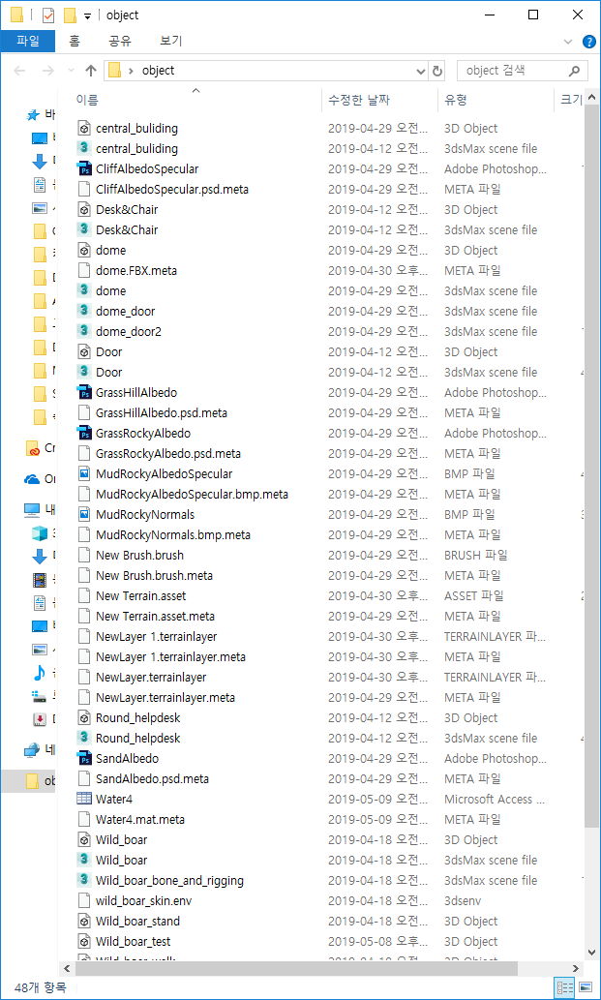 object
파일 홈 공유 보기
object object 검색
이름 수정한 날짜 유형 크기
central_buliding 2019-04-29 오전... 3D Object
central_buliding 2019-04-12 오전... 3dsMax scene file
CliffAlbedoSpecular 2019-04-29 오전... Adobe Photoshop...
CliffAlbedoSpecular.psd.meta 2019-04-29 오전... META 파일
Desk&Chair 2019-04-12 오전... 3D Object
Desk&Chair 2019-04-12 오전... 3dsMax scene file
dome 2019-04-29 오전... 3D Object
dome.FBX.meta 2019-04-30 오후... META 파일
dome 2019-04-29 오전... 3dsMax scene file
dome_door 2019-04-29 오전... 3dsMax scene file
dome_door2 2019-04-29 오전... 3dsMax scene file
Door 2019-04-12 오전... 3D Object
Door 2019-04-12 오전... 3dsMax scene file
GrassHillAlbedo 2019-04-29 오전... Adobe Photoshop...
GrassHillAlbedo.psd.meta 2019-04-29 오전... META 파일
GrassRockyAlbedo 2019-04-29 오전... Adobe Photoshop...
GrassRockyAlbedo.psd.meta 2019-04-29 오전... META 파일
MudRockyAlbedoSpecular 2019-04-29 오전... BMP 파일
MudRockyAlbedoSpecular.bmp.meta 2019-04-29 오전... META 파일
MudRockyNormals 2019-04-29 오전... BMP 파일
MudRockyNormals.bmp.meta 2019-04-29 오전... META 파일
New Brush.brush 2019-04-29 오전... BRUSH 파일
New Brush.brush.meta 2019-04-29 오전... META 파일
New Terrain.asset 2019-04-30 오후... ASSET 파일
New Terrain.asset.meta 2019-04-29 오전... META 파일
NewLayer 1.terrainlayer 2019-04-30 오후... TERRAINLAYER 파...
NewLayer 1.terrainlayer.meta 2019-04-30 오후... META 파일
NewLayer.terrainlayer 2019-04-30 오후... TERRAINLAYER 파...
NewLayer.terrainlayer.meta 2019-04-29 오전... META 파일
Round_helpdesk 2019-04-12 오전... 3D Object
Round_helpdesk 2019-04-12 오전... 3dsMax scene file
SandAlbedo 2019-04-29 오전... Adobe Photoshop...
SandAlbedo.psd.meta 2019-04-29 오전... META 파일
Water4 2019-05-09 오전... Microsoft Access ...
Water4.mat.meta 2019-05-09 오전... META 파일
Wild_boar 2019-04-18 오전... 3D Object
Wild_boar 2019-04-18 오전... 3dsMax scene file
Wild_boar_bone_and_rigging 2019-04-18 오전... 3dsMax scene file
wild_boar_skin.env 2019-04-18 오전... 3dsenv
Wild_boar_stand 2019-04-18 오전... 3D Object
Wild_boar_test 2019-05-08 오후... 3D Object
48개 항목